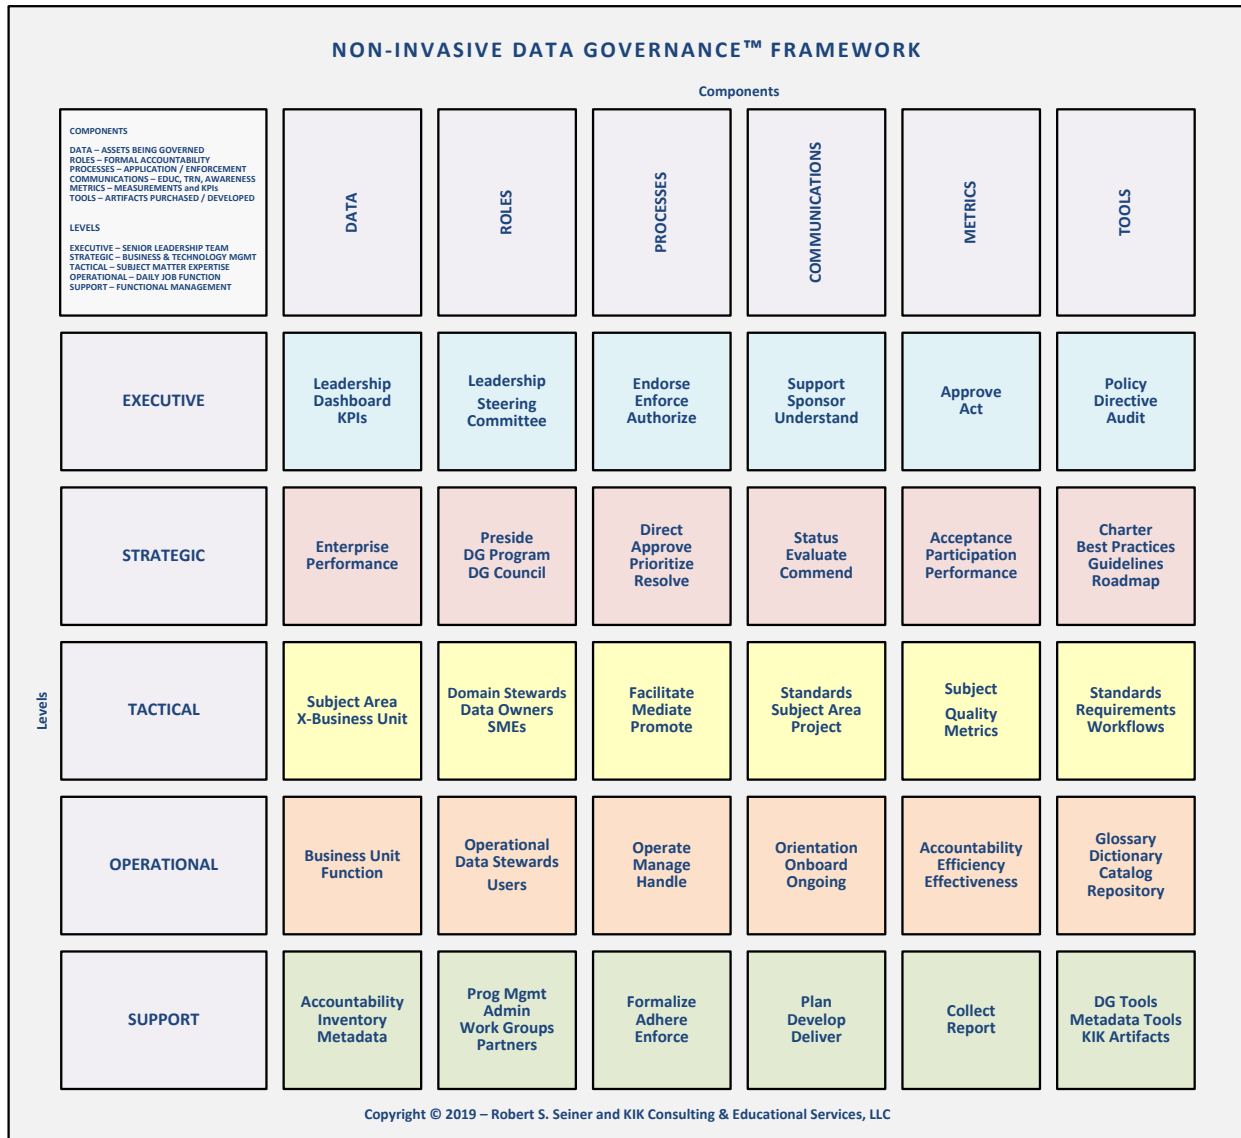 NON-INVASIVE DATA GOVERNANCE™ FRAMEWORK
Components
COMPONENTS
DATA – ASSETS BEING GOVERNED
ROLES – FORMAL ACCOUNTABILITY
PROCESSES – APPLICATION / ENFORCEMENT
COMMUNICATIONS – EDUC, TRN, AWARENESS
METRICS – MEASUREMENTS and KPIs
TOOLS – ARTIFACTS PURCHASED / DEVELOPED
LEVELS
EXECUTIVE – SENIOR LEADERSHIP TEAM
STRATEGIC – BUSINESS & TECHNOLOGY MGMT
TACTICAL – SUBJECT MATTER EXPERTISE
OPERATIONAL – DAILY JOB FUNCTION
SUPPORT – FUNCTIONAL MANAGEMENT
DATA
ROLES
PROCESSES
COMMUNICATIONS
METRICS
TOOLS
Levels
EXECUTIVE
Leadership
Dashboard
KPIs
Leadership
Steering
Committee
Endorse
Enforce
Authorize
Support
Sponsor
Understand
Approve
Act
Policy
Directive
Audit
STRATEGIC
Enterprise
Performance
Preside
DG Program
DG Council
Direct
Approve
Prioritize
Resolve
Status
Evaluate
Commend
Acceptance
Participation
Performance
Charter
Best Practices
Guidelines
Roadmap
TACTICAL
Subject Area
X-Business Unit
Domain Stewards
Data Owners
SMEs
Facilitate
Mediate
Promote
Standards
Subject Area
Project
Subject
Quality
Metrics
Standards
Requirements
Workflows
OPERATIONAL
Business Unit
Function
Operational
Data Stewards
Users
Operate
Manage
Handle
Orientation
Onboard
Ongoing
Accountability
Efficiency
Effectiveness
Glossary
Dictionary
Catalog
Repository
SUPPORT
Accountability
Inventory
Metadata
Prog Mgmt
Admin
Work Groups
Partners
Formalize
Adhere
Enforce
Plan
Develop
Deliver
Collect
Report
DG Tools
Metadata Tools
KIK Artifacts
Copyright © 2019 – Robert S. Seiner and KIK Consulting & Educational Services, LLC